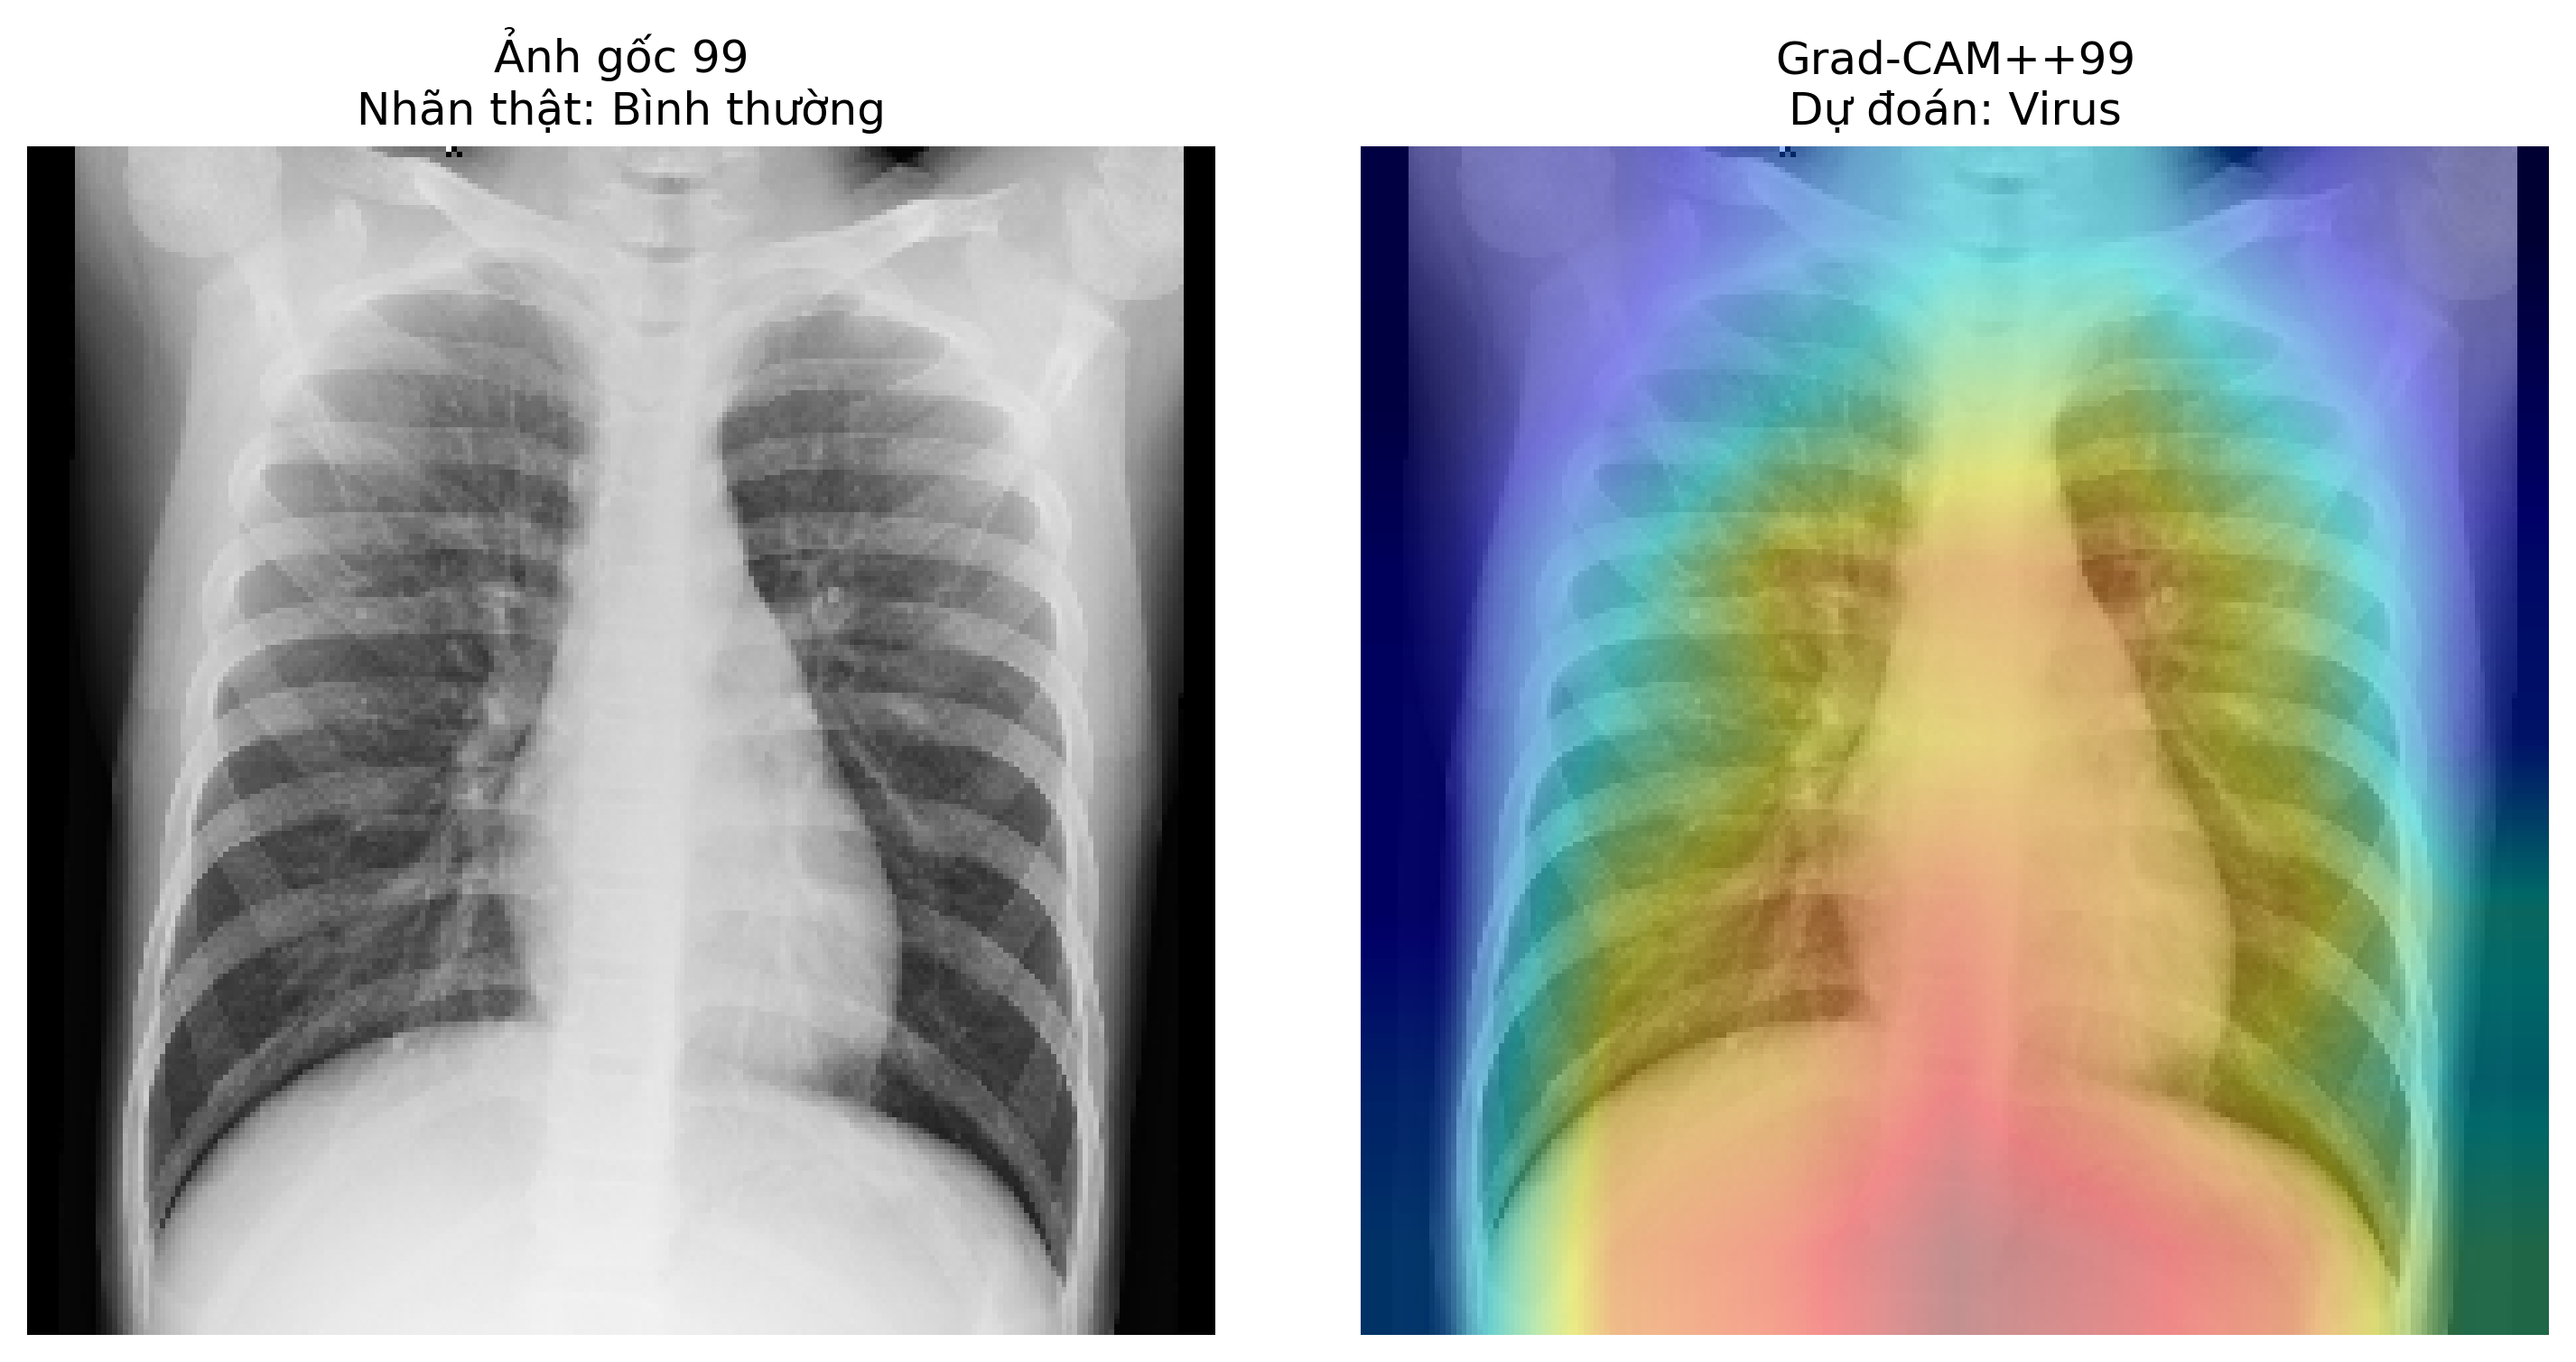 Ảnh gốc 99
Nhãn thật: Bình thường
Grad-CAM++99
Dự đoán: Virus